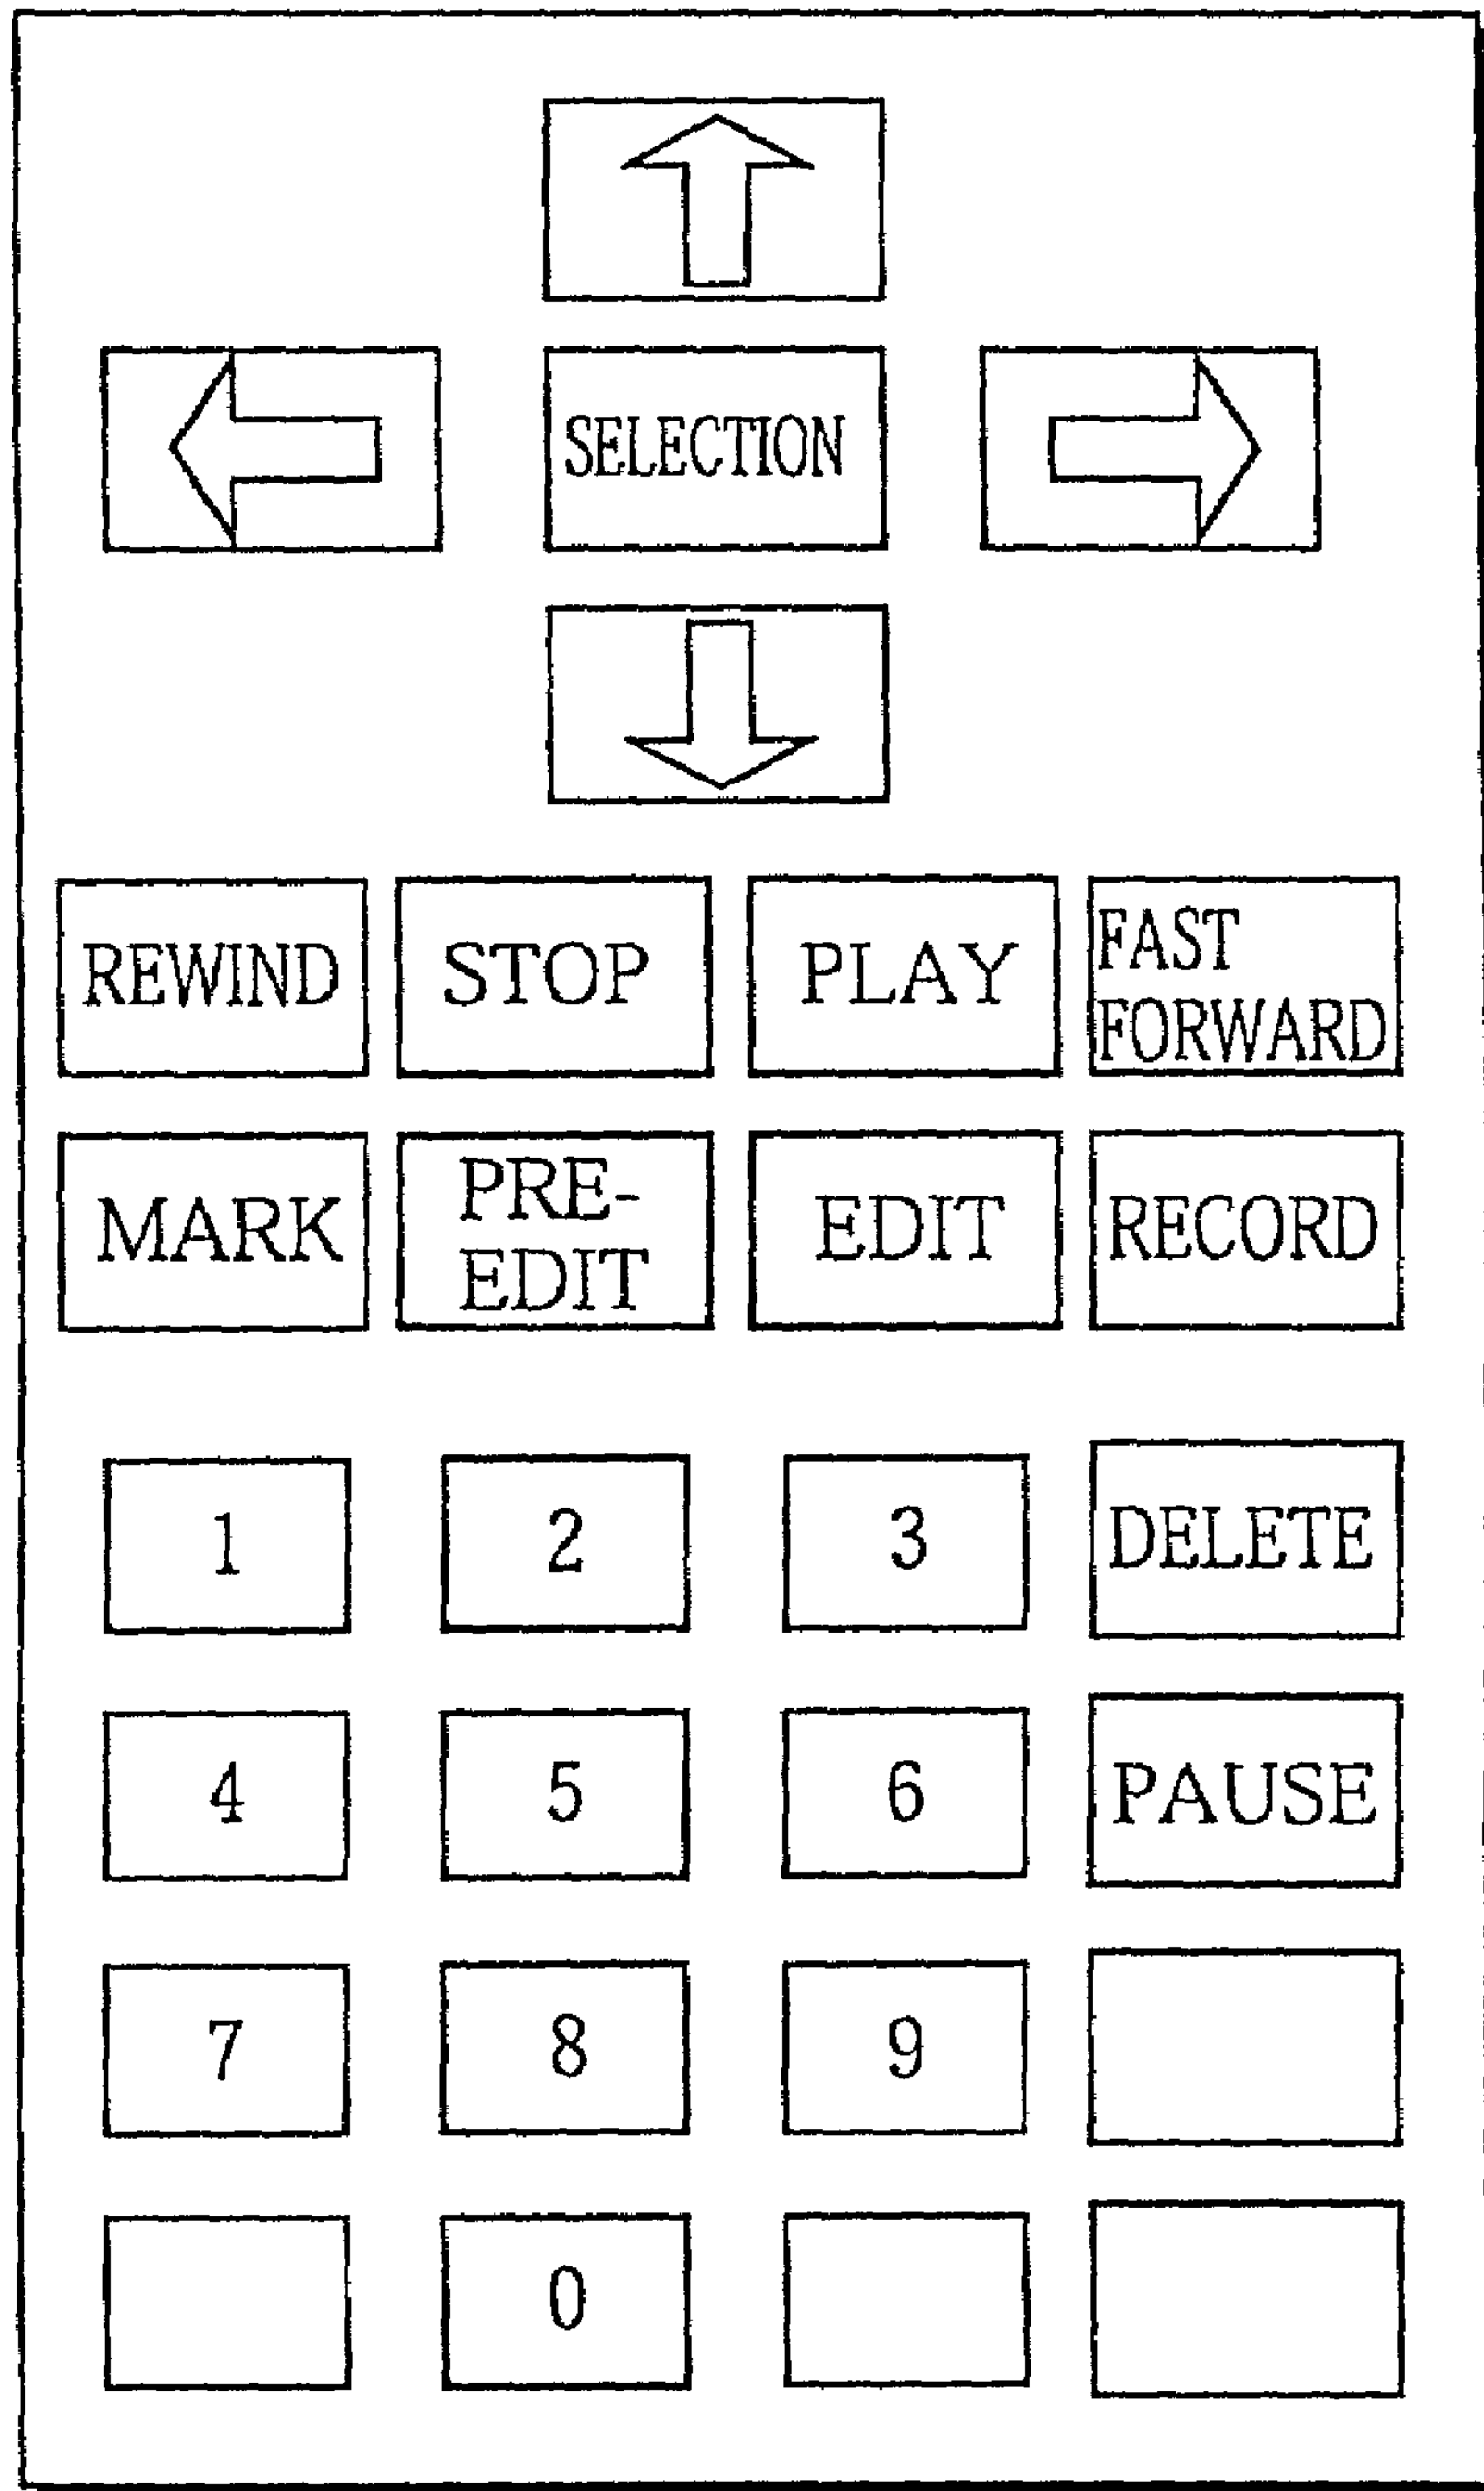 SELECTION
REWIND
STOP
PLAY
FAST
FORWARD
MARK
PRE-
EDIT
EDIT
RECORD
1
2
3
DELETE
4
5
6
PAUSE
7
8
9
0